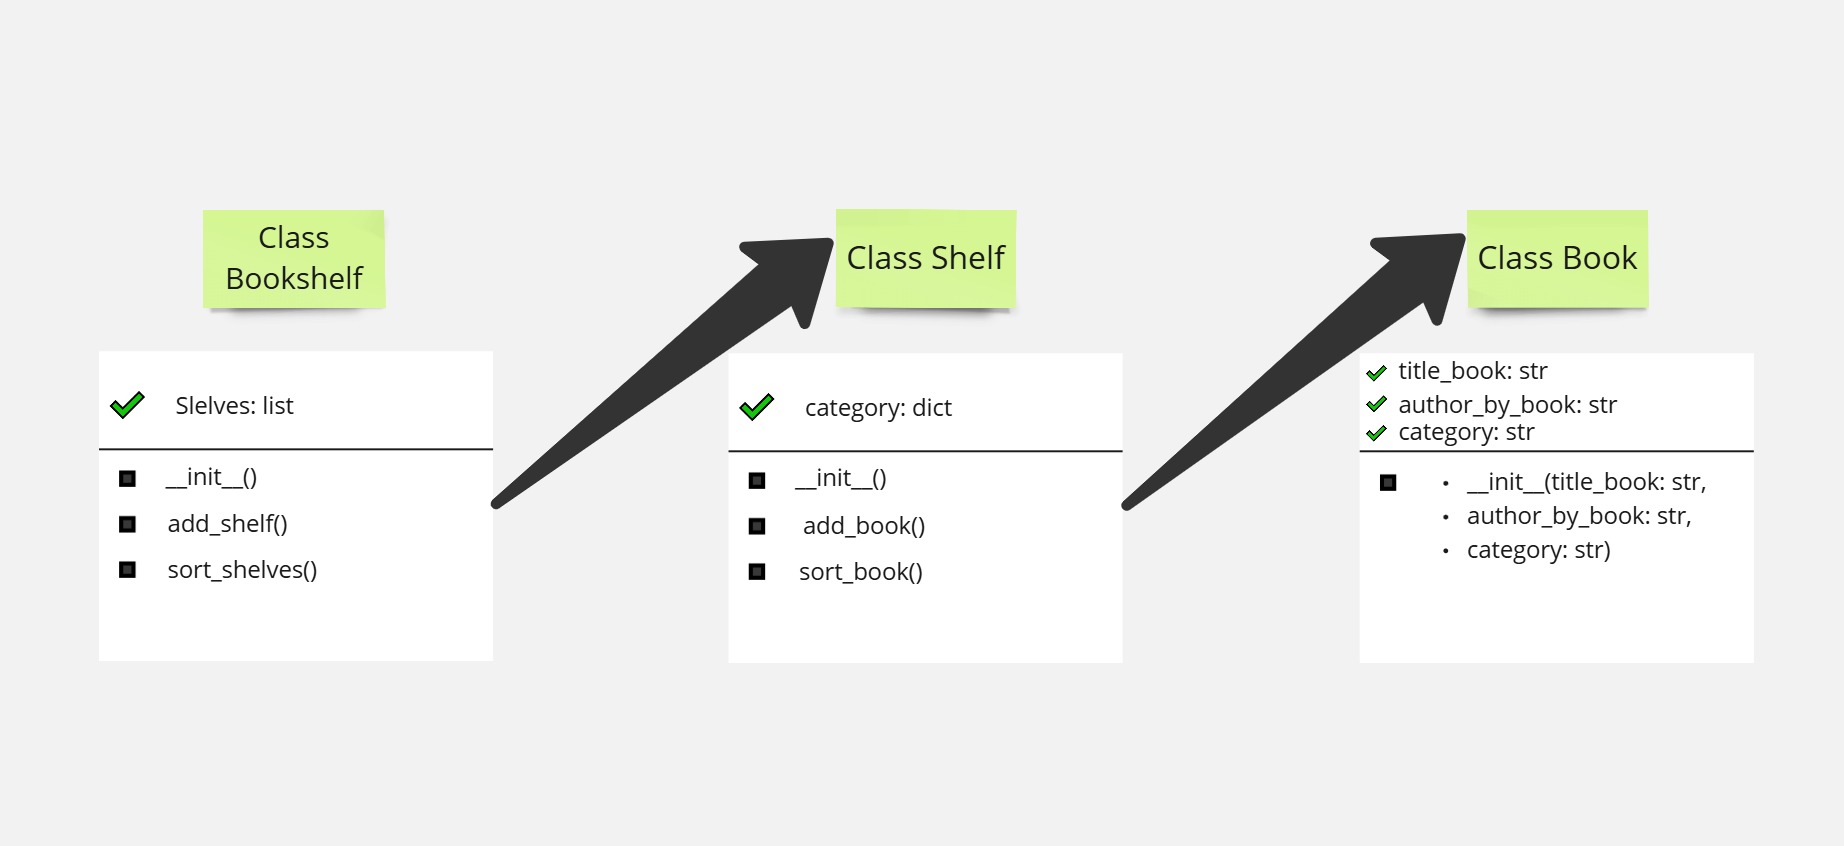 Class
Bookshelf
Slelves: list
__init__()
add_shelf()
sort_shelves()
Class Shelf
category: dict
__init__()
add_book()
sort_book()
Class Book
title_book: str
author_by_book: str
category: str
• __init__(title_book: str,
• author_by_book: str,
• category: str)